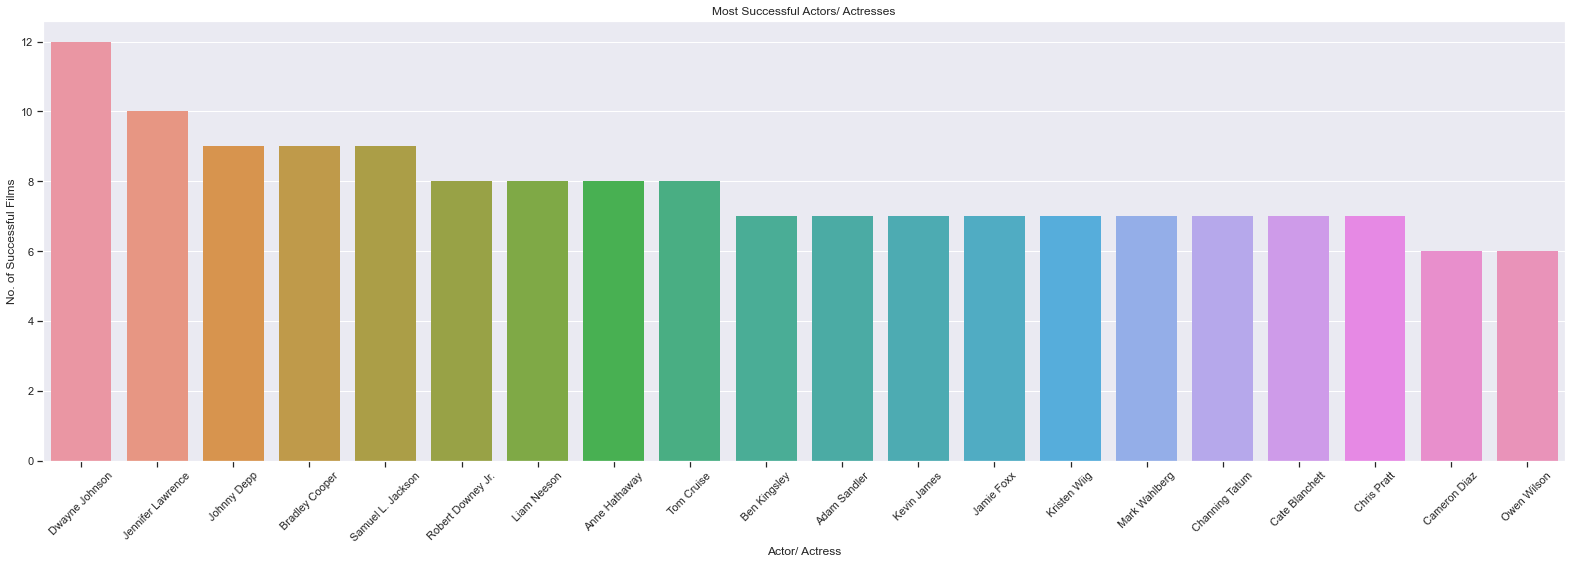 Most Successful Actors/ Actresses
No. of Successful Films
12
10
8
6
4
2
0
Dwayne Johnson
Jennifer Lawrence
Johnny Depp
Bradley Cooper
Samuel L. Jackson
Robert Downey Jr.
Liam Neeson
Anne Hathaway
Tom Cruise
Ben Kingsley
Adam Sandler
Kevin James
Jamie Foxx
Kristen Wiig
Mark Wahlberg
Channing Tatum
Cate Blanchett
Chris Pratt
Cameron Diaz
Owen Wilson
Actor/ Actress